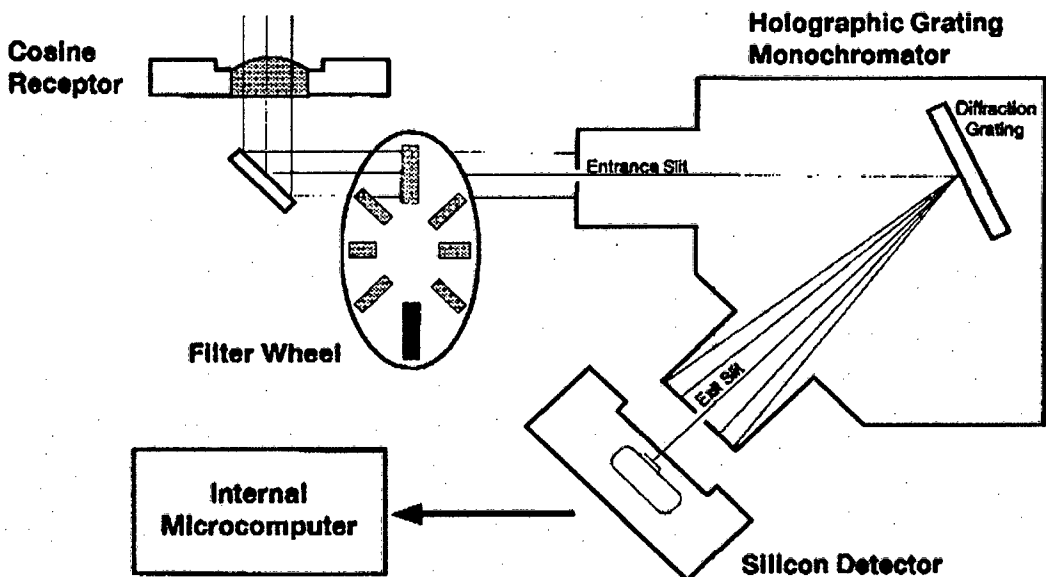 Cosine
Receptor
Holographic Grating
Monochromator
Diffraction
Grating
Entrance Slit
Filter Wheel
Exit Slit
Internal
Microcomputer
Silicon Detector